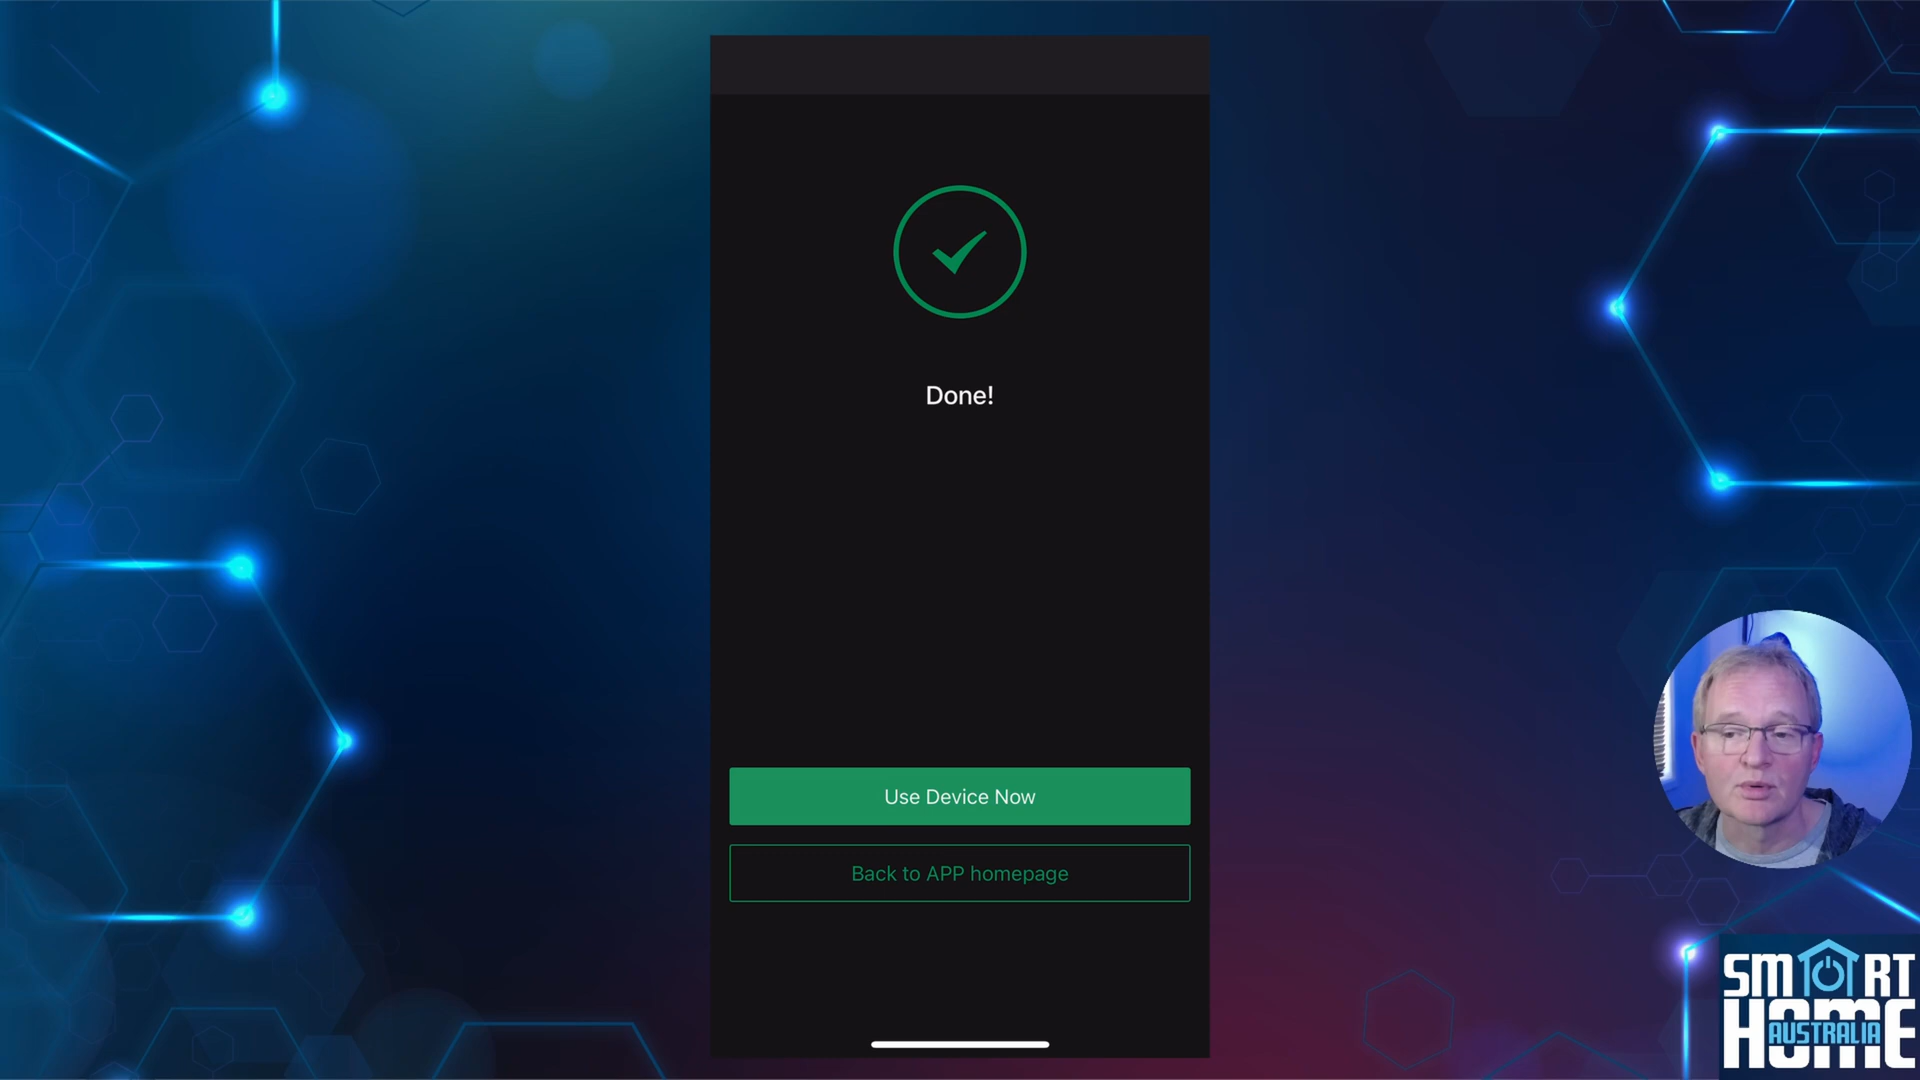 Done!
Use Device Now
Back to APP homepage
SMART
HOME
AUSTRALIA